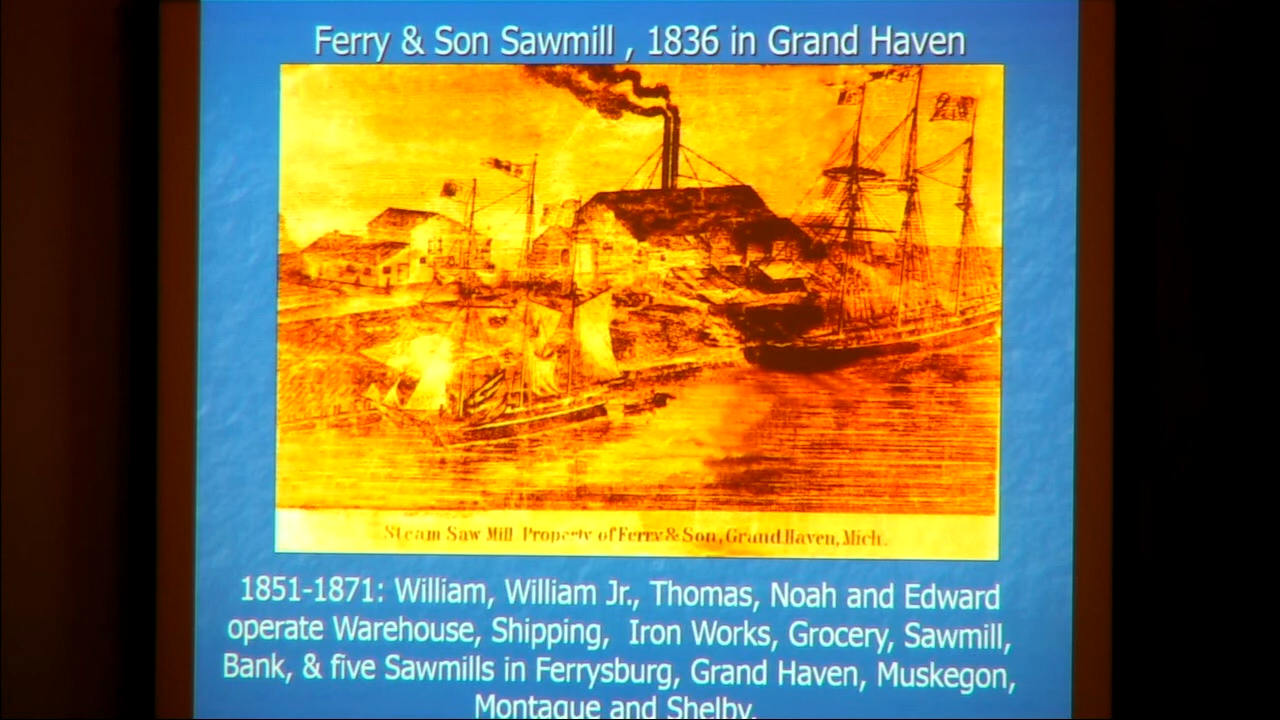 Ferry & Son Sawmill , 1836 in Grand Haven
Steam Saw Mill Property of Ferry & Son, Grand Haven, Mich.
1851-1871: William, William Jr., Thomas, Noah and Edward
operate Warehouse, Shipping, Iron Works, Grocery, Sawmill,
Bank, & five Sawmills in Ferrysburg, Grand Haven, Muskegon,
Montague and Shelby.